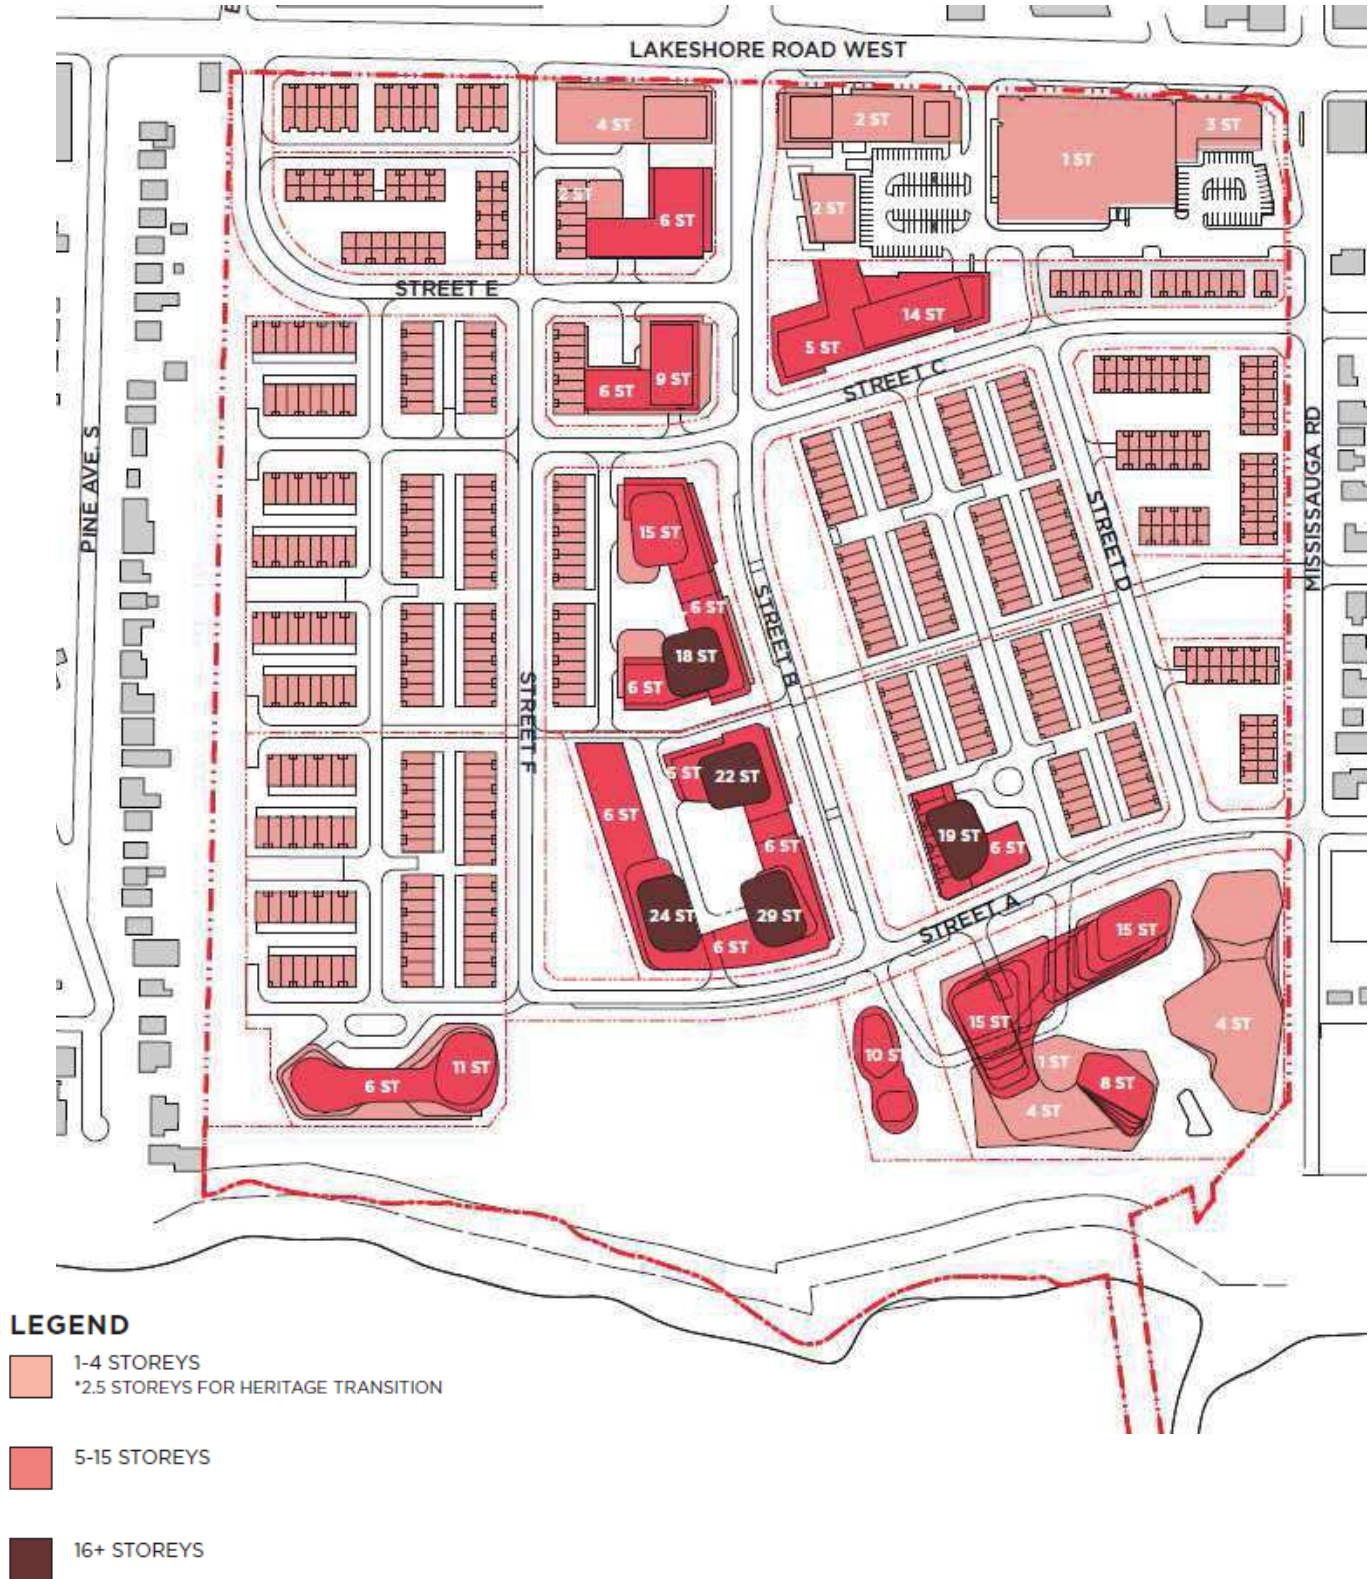 LAKESHORE ROAD WEST
4 ST
2 ST
3 ST
1 ST
2 ST
2 ST
6 ST
STREET E
14 ST
5 ST
STREET C
6 ST
9 ST
PINE AVE. S
MISSISSAUGA RD
15 ST
STREET D
6 ST
STREET B
18 ST
6 ST
STREET F
22 ST
6 ST
6 ST
19 ST
6 ST
24 ST
29 ST
6 ST
STREET A
15 ST
15 ST
4 ST
10 ST
1 ST
11 ST
6 ST
8 ST
4 ST
LEGEND
1-4 STOREYS
*2.5 STOREYS FOR HERITAGE TRANSITION
5-15 STOREYS
16+ STOREYS